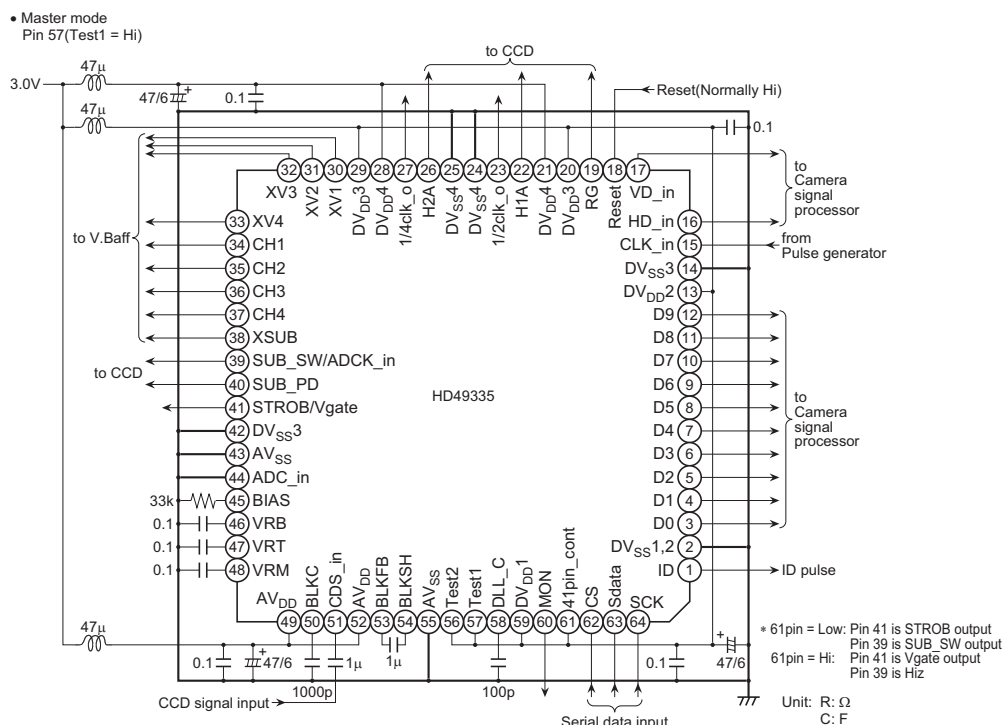 • Master mode
Pin 57(Test1 = Hi)
to CCD
47μ
3.0V
47/6
+
0.1
Reset(Normally Hi)
47μ
0.1
32 31 30 29 28 27 26 25 24 23 22 21 20 19 18 17
XV3
XV2
XV1
DVDD3
DVDD4
1/4clk_o
H2A
DVSS4
DVSS4
1/2clk_o
H1A
DVDD4
DVDD3
RG
Reset
VD_in
to
Camera
signal
processor
to V.Baff
33 XV4
34 CH1
35 CH2
36 CH3
37 CH4
38 XSUB
39 SUB_SW/ADCK_in
to CCD
40 SUB_PD
41 STROB/Vgate
42 DVSS3
43 AVSS
44 ADC_in
33k 45 BIAS
0.1 46 VRB
0.1 47 VRT
0.1 48 VRM
HD49335
HD_in 16
CLK_in 15
from
Pulse generator
DVSS3 14
DVDD2 13
D9 12
D8 11
D7 10
D6 9
D5 8
D4 7
D3 6
D2 5
D1 4
D0 3
to
Camera
signal
processor
DVSS1,2 2
ID 1
ID pulse
AVDD
BLKC
CDS_in
AVDD
BLKFB
BLKSH
AVSS
Test2
Test1
DLL_C
DVDD1
MON
41pin_cont
CS
Sdata
SCK
49 50 51 52 53 54 55 56 57 58 59 60 61 62 63 64
47μ
0.1
+
47/6
1000p
1μ
1μ
100p
0.1
+
47/6
CCD signal input
Serial data input
* 61pin = Low: Pin 41 is STROB output
Pin 39 is SUB_SW output
61pin = Hi: Pin 41 is Vgate output
Pin 39 is Hiz
Unit: R: Ω
C: F